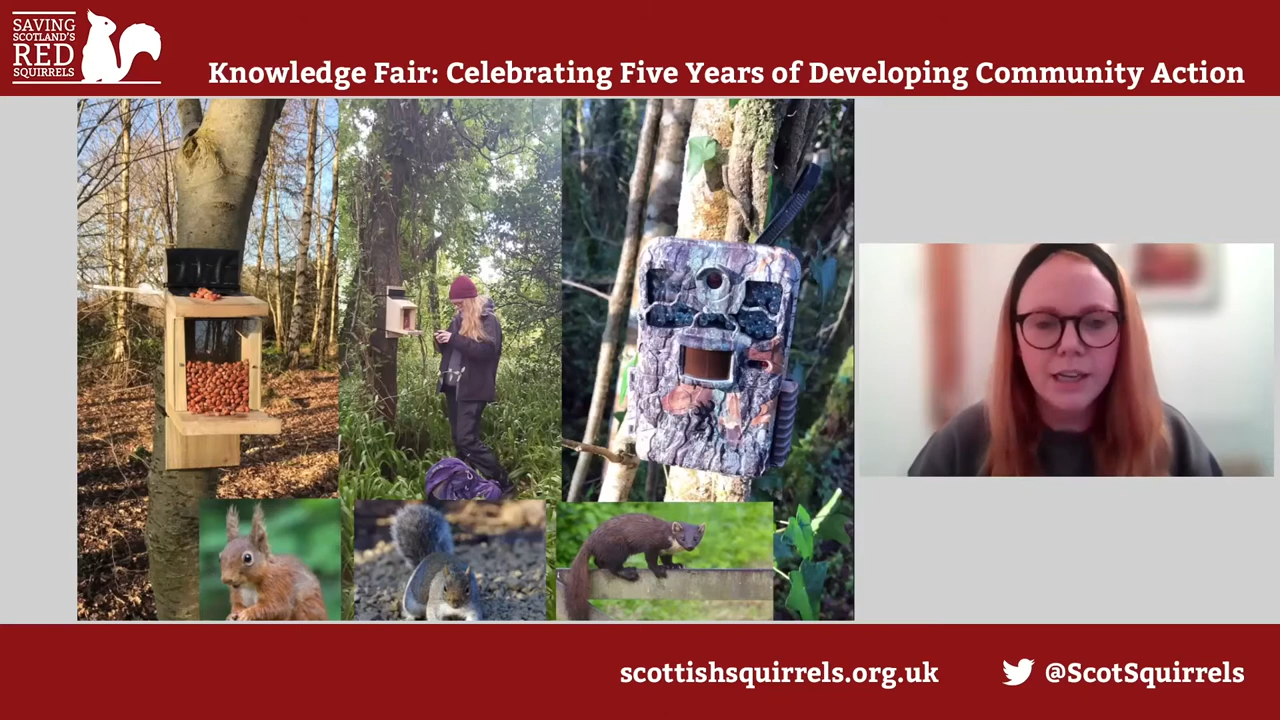 SAVING
SCOTLAND'S
RED
SQUIRRELS
Knowledge Fair: Celebrating Five Years of Developing Community Action
scottishsquirrels.org.uk
@ScotSquirrels